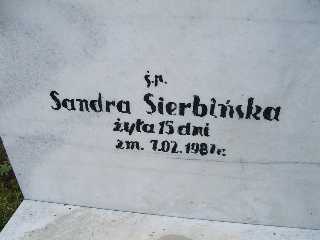 ś.p.
Sandra Sierbińska
żyła 15 dni
zm. 7.02.1987r.